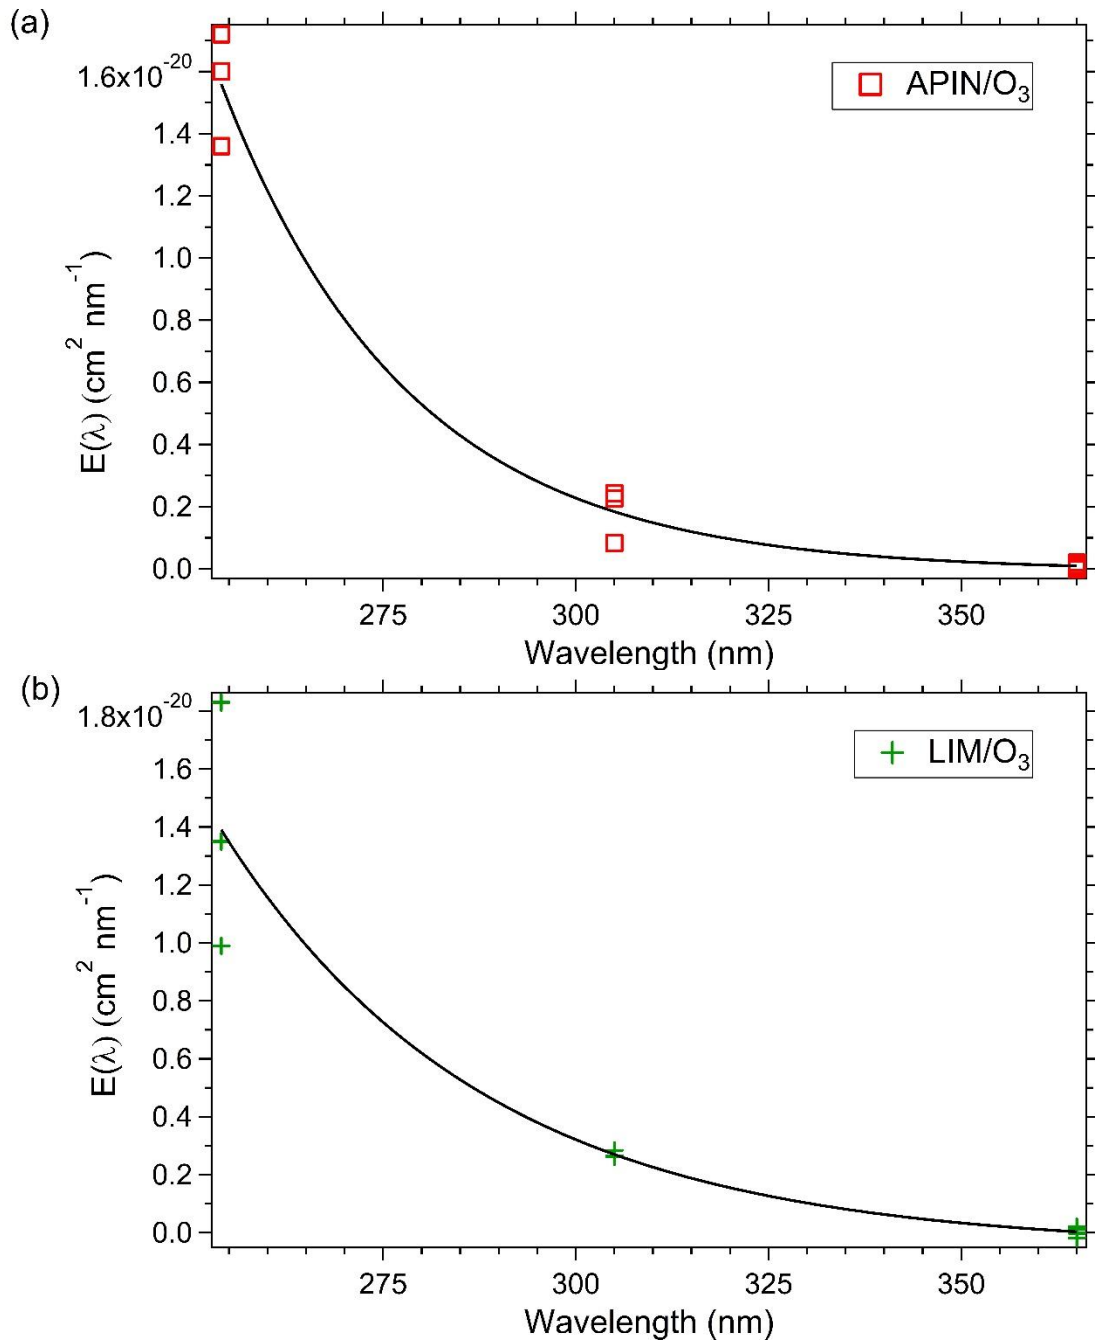 (a)
1.6x10⁻²⁰
1.4
1.2
1.0
0.8
0.6
0.4
0.2
0.0
E(λ) (cm² nm⁻¹)
APIN/O₃
275
300
325
350
Wavelength (nm)
(b)
1.8x10⁻²⁰
1.6
1.4
1.2
1.0
0.8
0.6
0.4
0.2
0.0
E(λ) (cm² nm⁻¹)
LIM/O₃
275
300
325
350
Wavelength (nm)